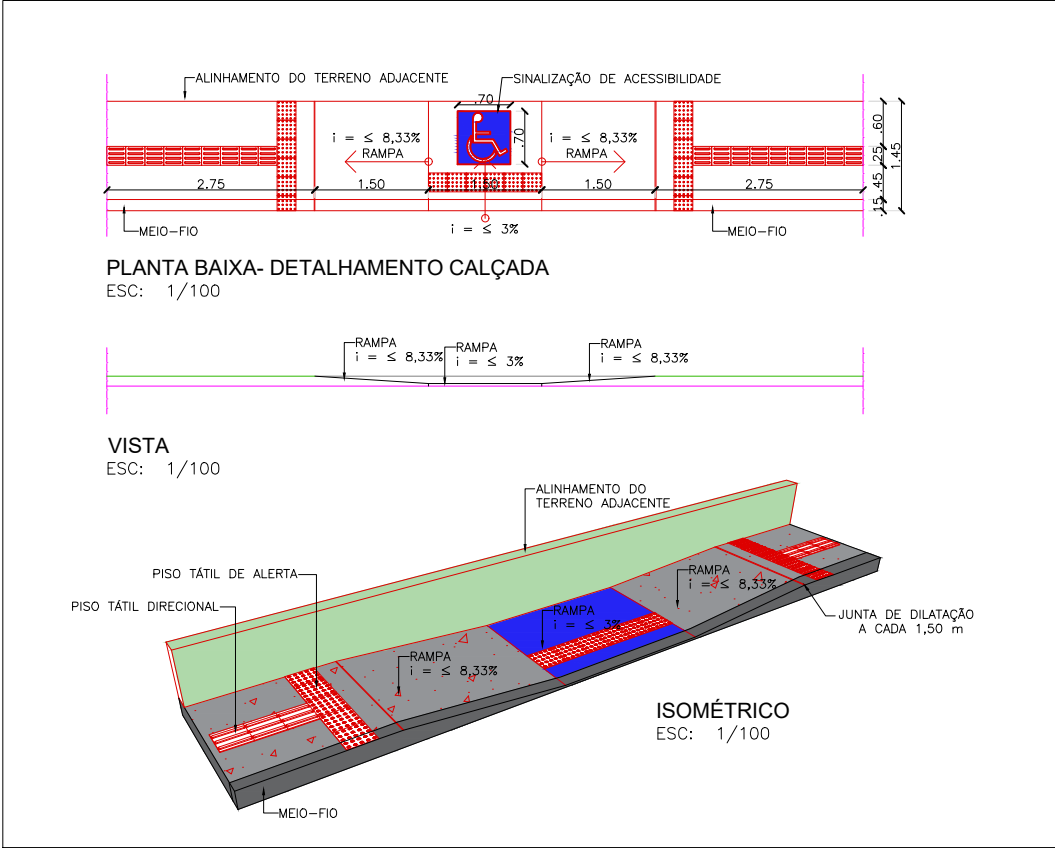 ALINHAMENTO DO TERRENO ADJACENTE
SINALIZAÇÃO DE ACESSIBILIDADE
.70
.70
i = ≤ 8,33%
RAMPA
i = ≤ 8,33%
RAMPA
2.75
1.50
1.50
1.50
2.75
.60
.25
.45
.15
1.45
MEIO-FIO
i = ≤ 3%
MEIO-FIO
PLANTA BAIXA- DETALHAMENTO CALÇADA
ESC: 1/100
RAMPA
i = ≤ 8,33%
RAMPA
i = ≤ 3%
RAMPA
i = ≤ 8,33%
VISTA
ESC: 1/100
ALINHAMENTO DO
TERRENO ADJACENTE
PISO TÁTIL DE ALERTA
PISO TÁTIL DIRECIONAL
RAMPA
i = ≤ 8,33%
RAMPA
i = ≤ 3%
RAMPA
i = ≤ 8,33%
JUNTA DE DILATAÇÃO
A CADA 1,50 m
ISOMÉTRICO
ESC: 1/100
MEIO-FIO